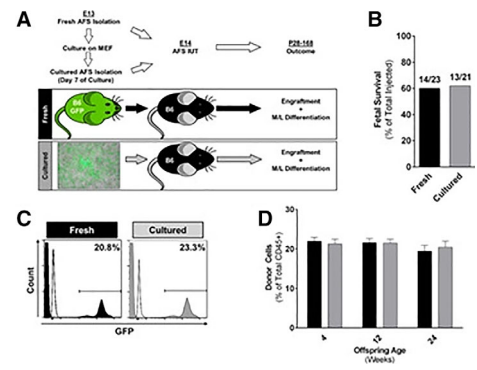 A
E13
Fresh AFS Isolation
Culture on MEF
Cultured AFS Isolation
(Day 7 of Culture)
E14
AFS IUT
P28-168
Outcome
Fresh
B6
GFP
B6
Engraftment
+
M/L Differentiation
Cultured
B6
Engraftment
+
M/L Differentiation
B
Fetal Survival
(% of Total Injected)
100
80
60
40
20
0
14/23
13/21
Fresh
Cultured
C
Fresh
Cultured
20.8%
23.3%
Count
GFP
D
Donor Cells
(% of Total CD45+)
30
20
10
0
4
12
24
Offspring Age
(Weeks)